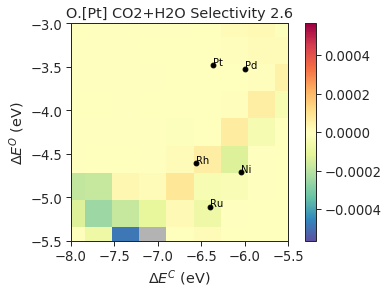 O.[Pt] CO2+H2O Selectivity 2.6
−3.0
−3.5
−4.0
−4.5
−5.0
−5.5
ΔE^O (eV)
Pt
Pd
Rh
Ni
Ru
−8.0 −7.5 −7.0 −6.5 −6.0 −5.5
ΔE^C (eV)
0.0004
0.0002
0.0000
−0.0002
−0.0004